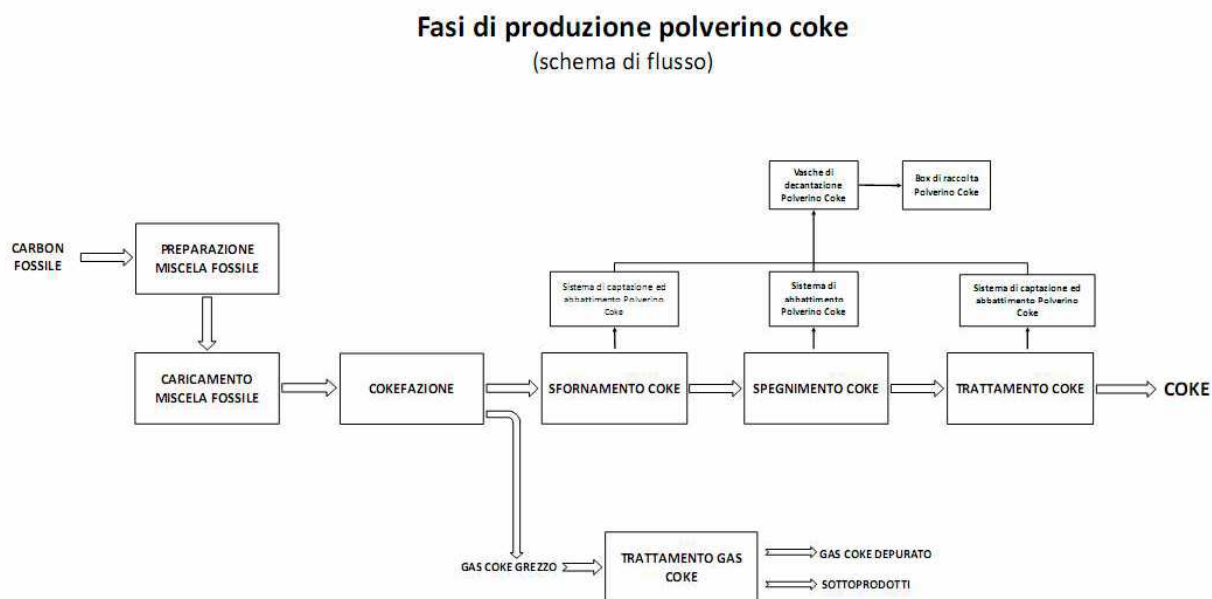 Fasi di produzione polverino coke
(schema di flusso)
Vasche di
decantazione
Polverino Coke
Box di raccolta
Polverino Coke
CARBON
FOSSILE
PREPARAZIONE
MISCELA FOSSILE
Sistema di captazione ed
abbattimento Polverino
Coke
Sistema di
abbattimento
Polverino Coke
Sistema di captazione ed
abbattimento Polverino
Coke
CARICAMENTO
MISCELA FOSSILE
COKEFAZIONE
SFORNAMENTO COKE
SPEGNIMENTO COKE
TRATTAMENTO COKE
COKE
GAS COKE GREZZO
TRATTAMENTO GAS
COKE
GAS COKE DEPURATO
SOTTOPRODOTTI